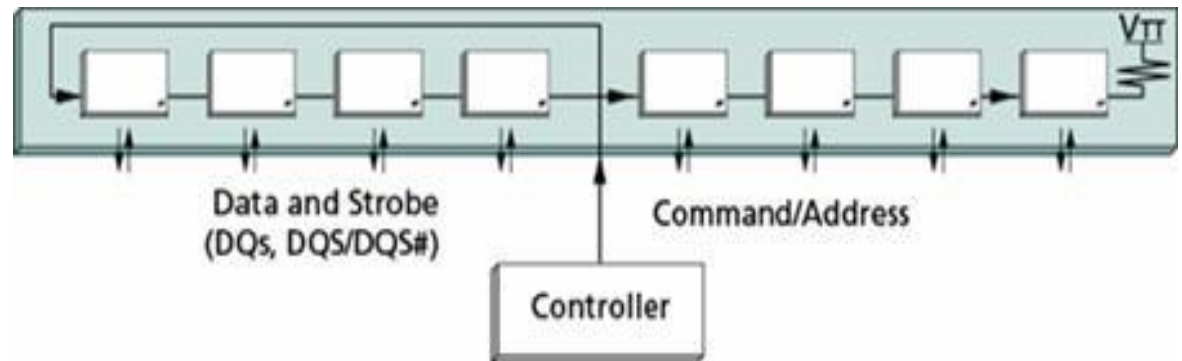 VTT
Data and Strobe
(DQs, DQS/DQS#)
Command/Address
Controller